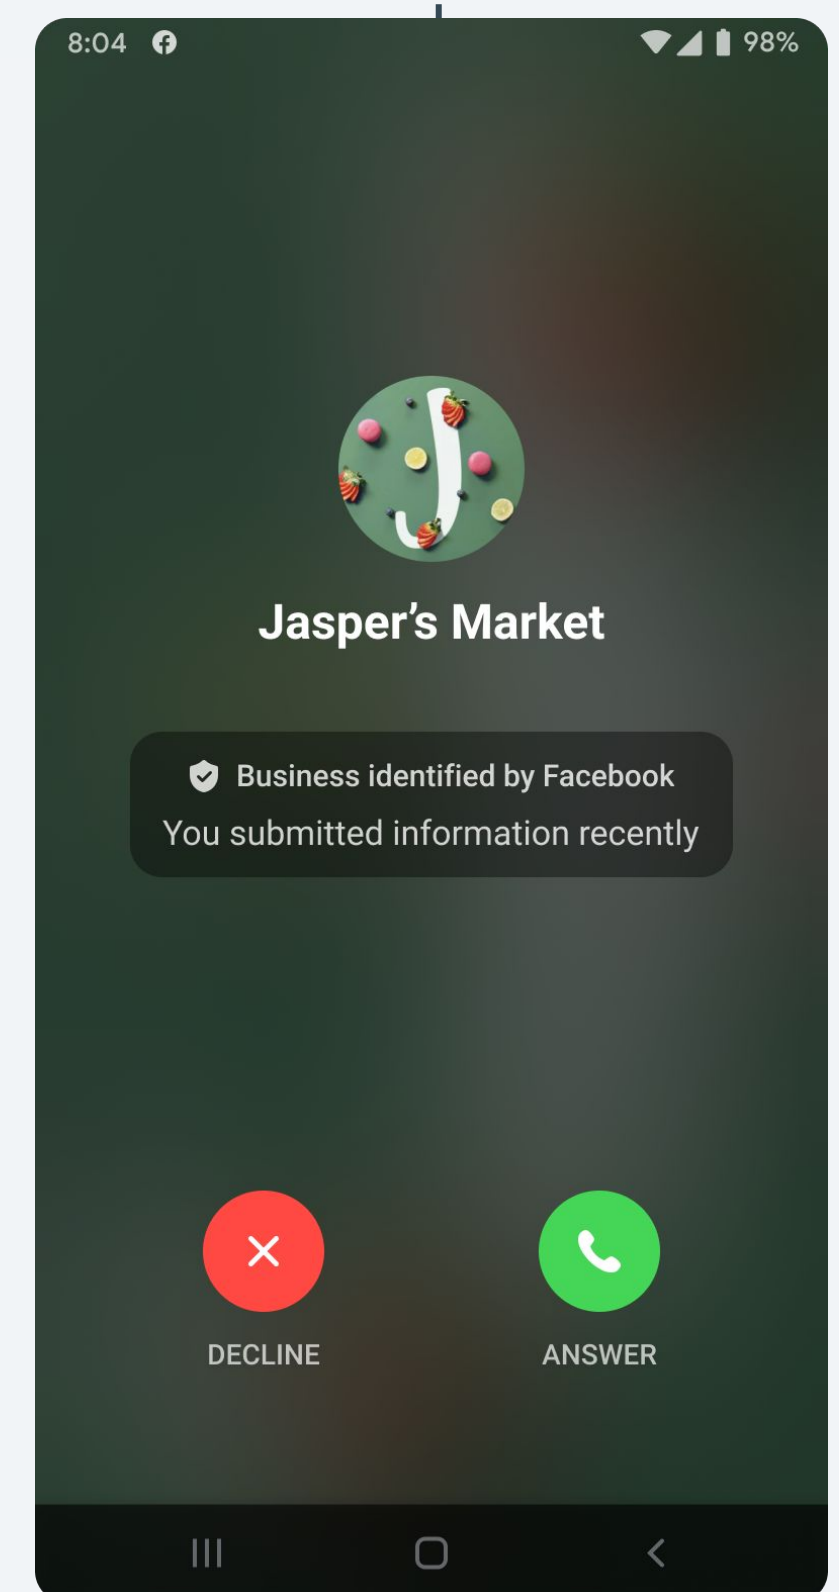 8:04 98%
J
Jasper’s Market
Business identified by Facebook
You submitted information recently
DECLINE ANSWER